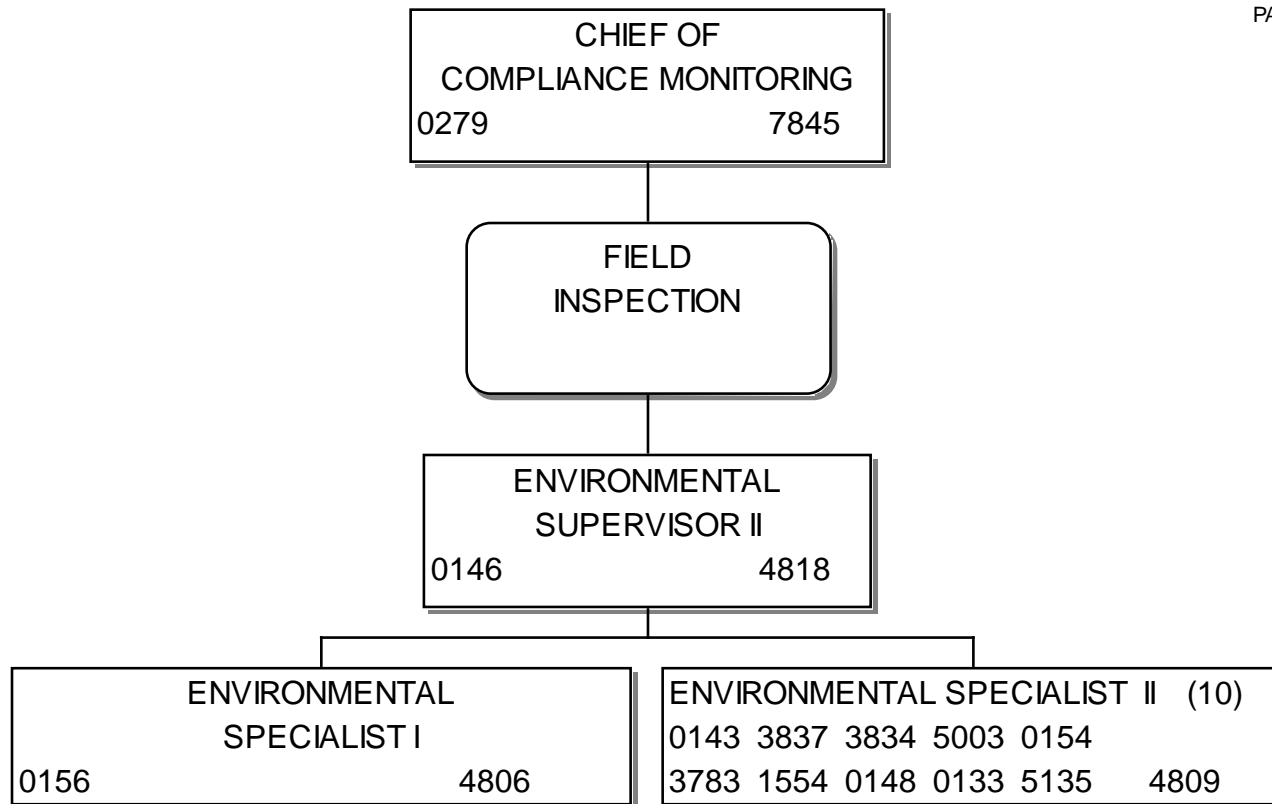 PA
CHIEF OF
COMPLIANCE MONITORING
0279 7845
FIELD
INSPECTION
ENVIRONMENTAL
SUPERVISOR II
0146 4818
ENVIRONMENTAL
SPECIALIST I
0156 4806
ENVIRONMENTAL SPECIALIST II (10)
0143 3837 3834 5003 0154
3783 1554 0148 0133 5135 4809